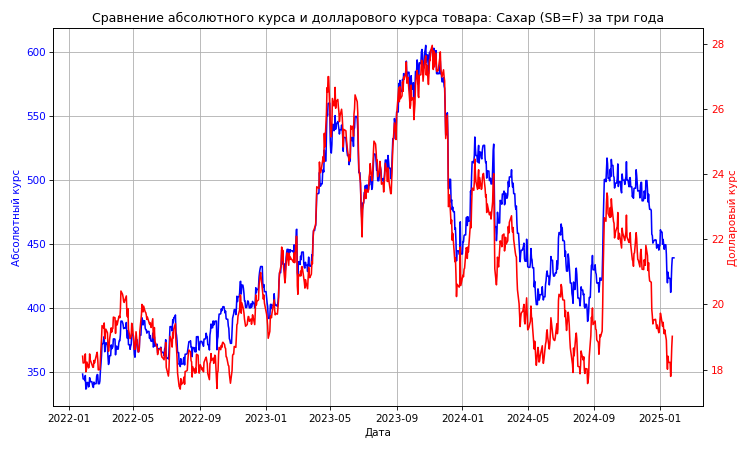 Сравнение абсолютного курса и долларового курса товара: Сахар (SB=F) за три года
Абсолютный курс
600
550
500
450
400
350
28
26
24
22
20
18
Долларовый курс
2022-01 2022-05 2022-09 2023-01 2023-05 2023-09 2024-01 2024-05 2024-09 2025-01
Дата